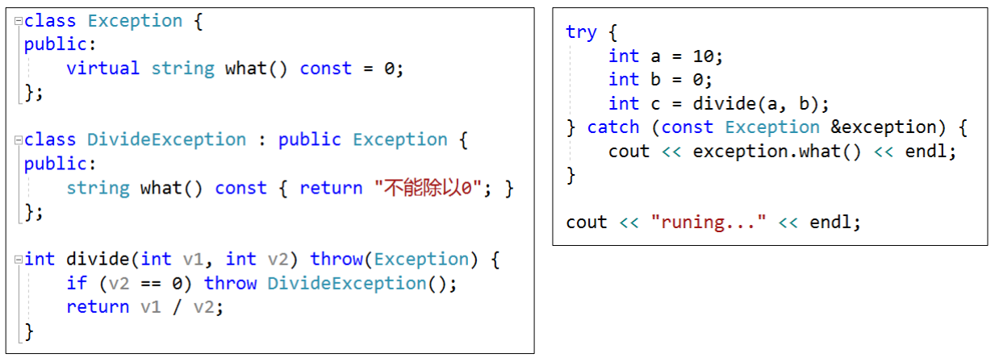 class Exception {
public:
    virtual string what() const = 0;
};

class DivideException : public Exception {
public:
    string what() const { return "不能除以0"; }
};

int divide(int v1, int v2) throw(Exception) {
    if (v2 == 0) throw DivideException();
    return v1 / v2;
}

try {
    int a = 10;
    int b = 0;
    int c = divide(a, b);
} catch (const Exception &exception) {
    cout << exception.what() << endl;
}

cout << "runing..." << endl;